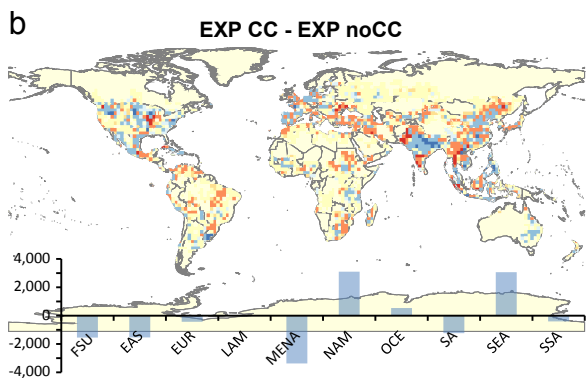 b
EXP CC - EXP noCC
4,000
2,000
0
-2,000
-4,000
FSU
EAS
EUR
LAM
MENA
NAM
OCE
SA
SEA
SSA